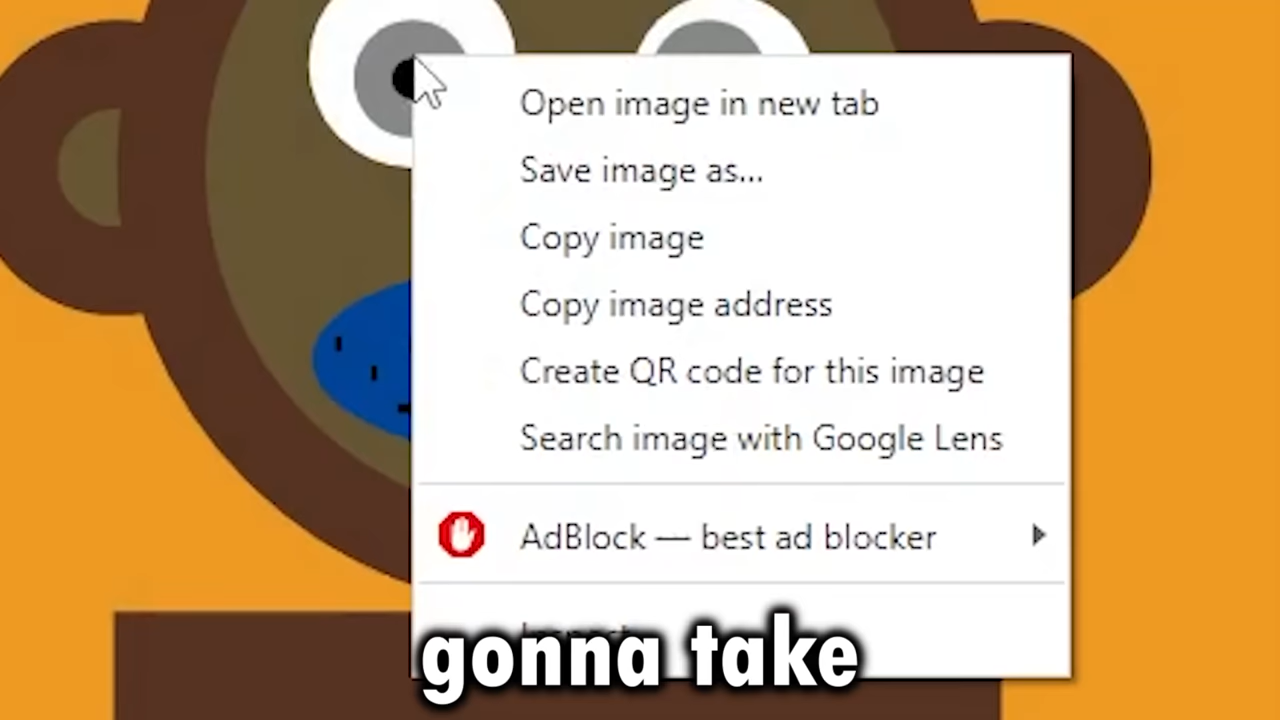 Open image in new tab
Save image as...
Copy image
Copy image address
Create QR code for this image
Search image with Google Lens
AdBlock — best ad blocker
gonna take